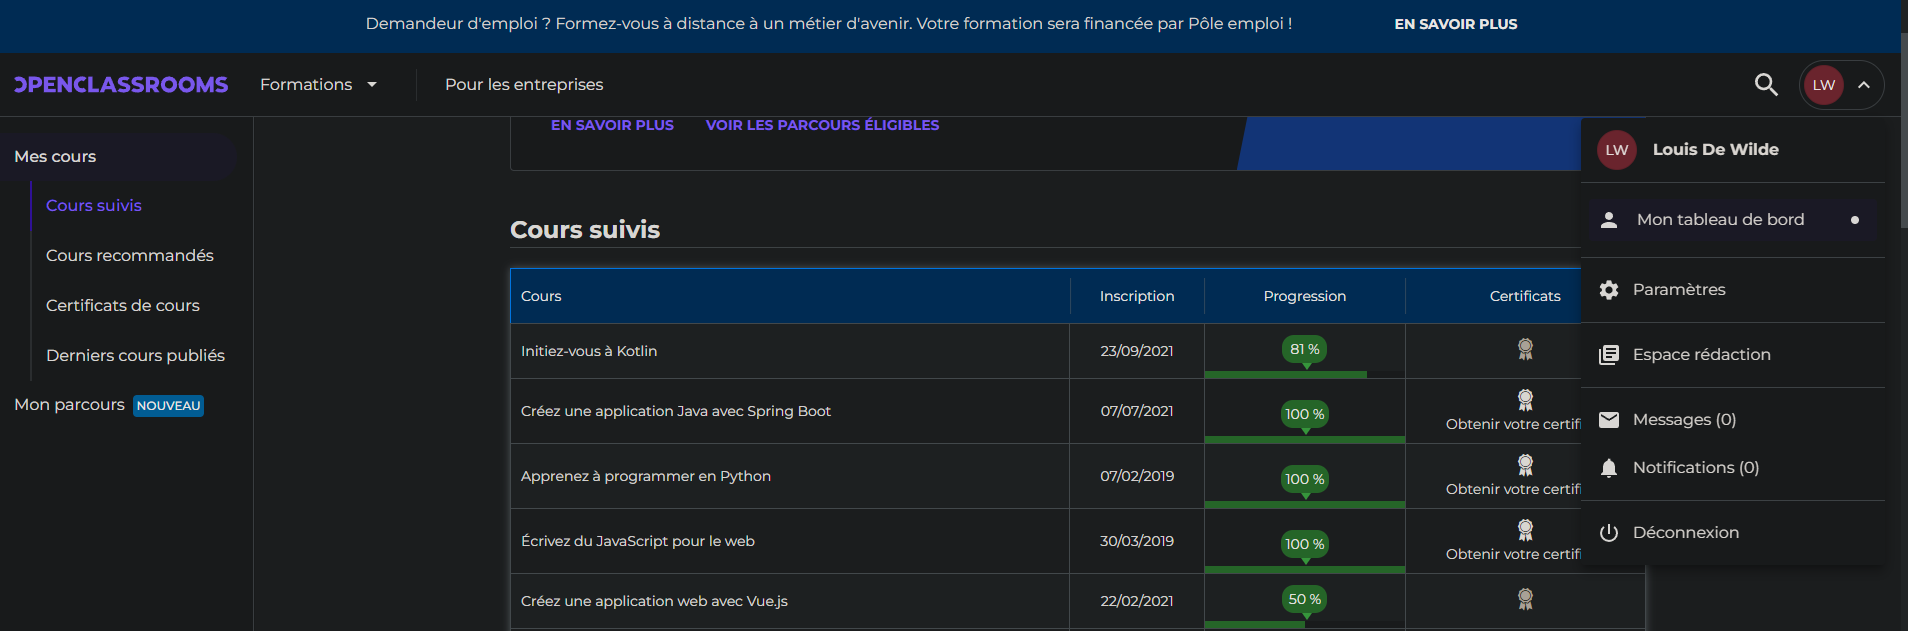 Demandeur d'emploi ? Formez-vous à distance à un métier d'avenir. Votre formation sera financée par Pôle emploi ! EN SAVOIR PLUS
OPENCLASSROOMS Formations Pour les entreprises LW
EN SAVOIR PLUS VOIR LES PARCOURS ÉLIGIBLES
Mes cours
Cours suivis
Cours recommandés
Certificats de cours
Derniers cours publiés
Mon parcours NOUVEAU
Cours suivis
Cours Inscription Progression Certificats
Initiez-vous à Kotlin 23/09/2021 81 %
Créez une application Java avec Spring Boot 07/07/2021 100 % Obtenir votre certifi
Apprenez à programmer en Python 07/02/2019 100 % Obtenir votre certifi
Écrivez du JavaScript pour le web 30/03/2019 100 % Obtenir votre certifi
Créez une application web avec Vue.js 22/02/2021 50 %
LW Louis De Wilde
Mon tableau de bord
Paramètres
Espace rédaction
Messages (0)
Notifications (0)
Déconnexion